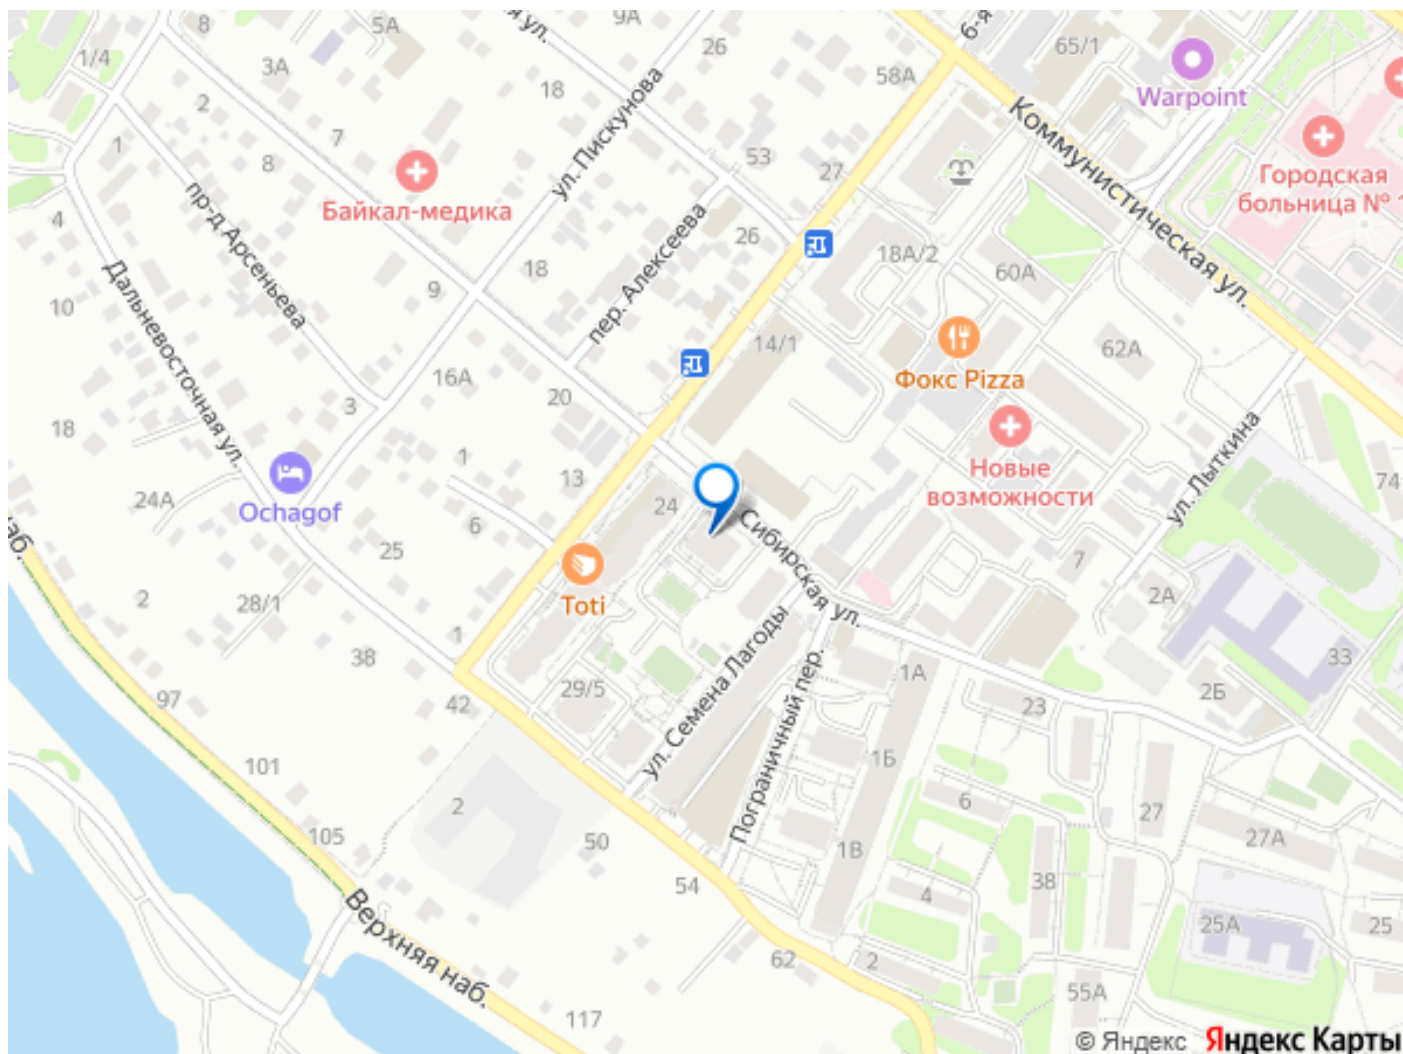 8
5А
9А
я ул.
6-я
65/1
1/4
3А
26
58А
Warpoint
18
2
Коммунистическая ул.
7
ул. Пискунова
1
8
53
27
Городская
больница № 1
Байкал-медика
пр-д Арсеньева
4
пер. Алексеева
26
18А/2
18
60А
Дальневосточная ул.
9
10
14/1
62А
Фокс Pizza
16А
20
3
18
1
13
Новые
возможности
ул. Лыткина
74
24А
Ochagof
24
6
Сибирская ул.
аб.
25
7
2
28/1
Toti
2А
1
38
ул. Семена Лагоды
Пограничный пер.
1А
33
97
42
29/5
23
2Б
101
1Б
2
6
27
105
50
1В
27А
54
4
38
Верхняя наб.
25А
25
62
2
55А
117
© Яндекс Яндекс Карты